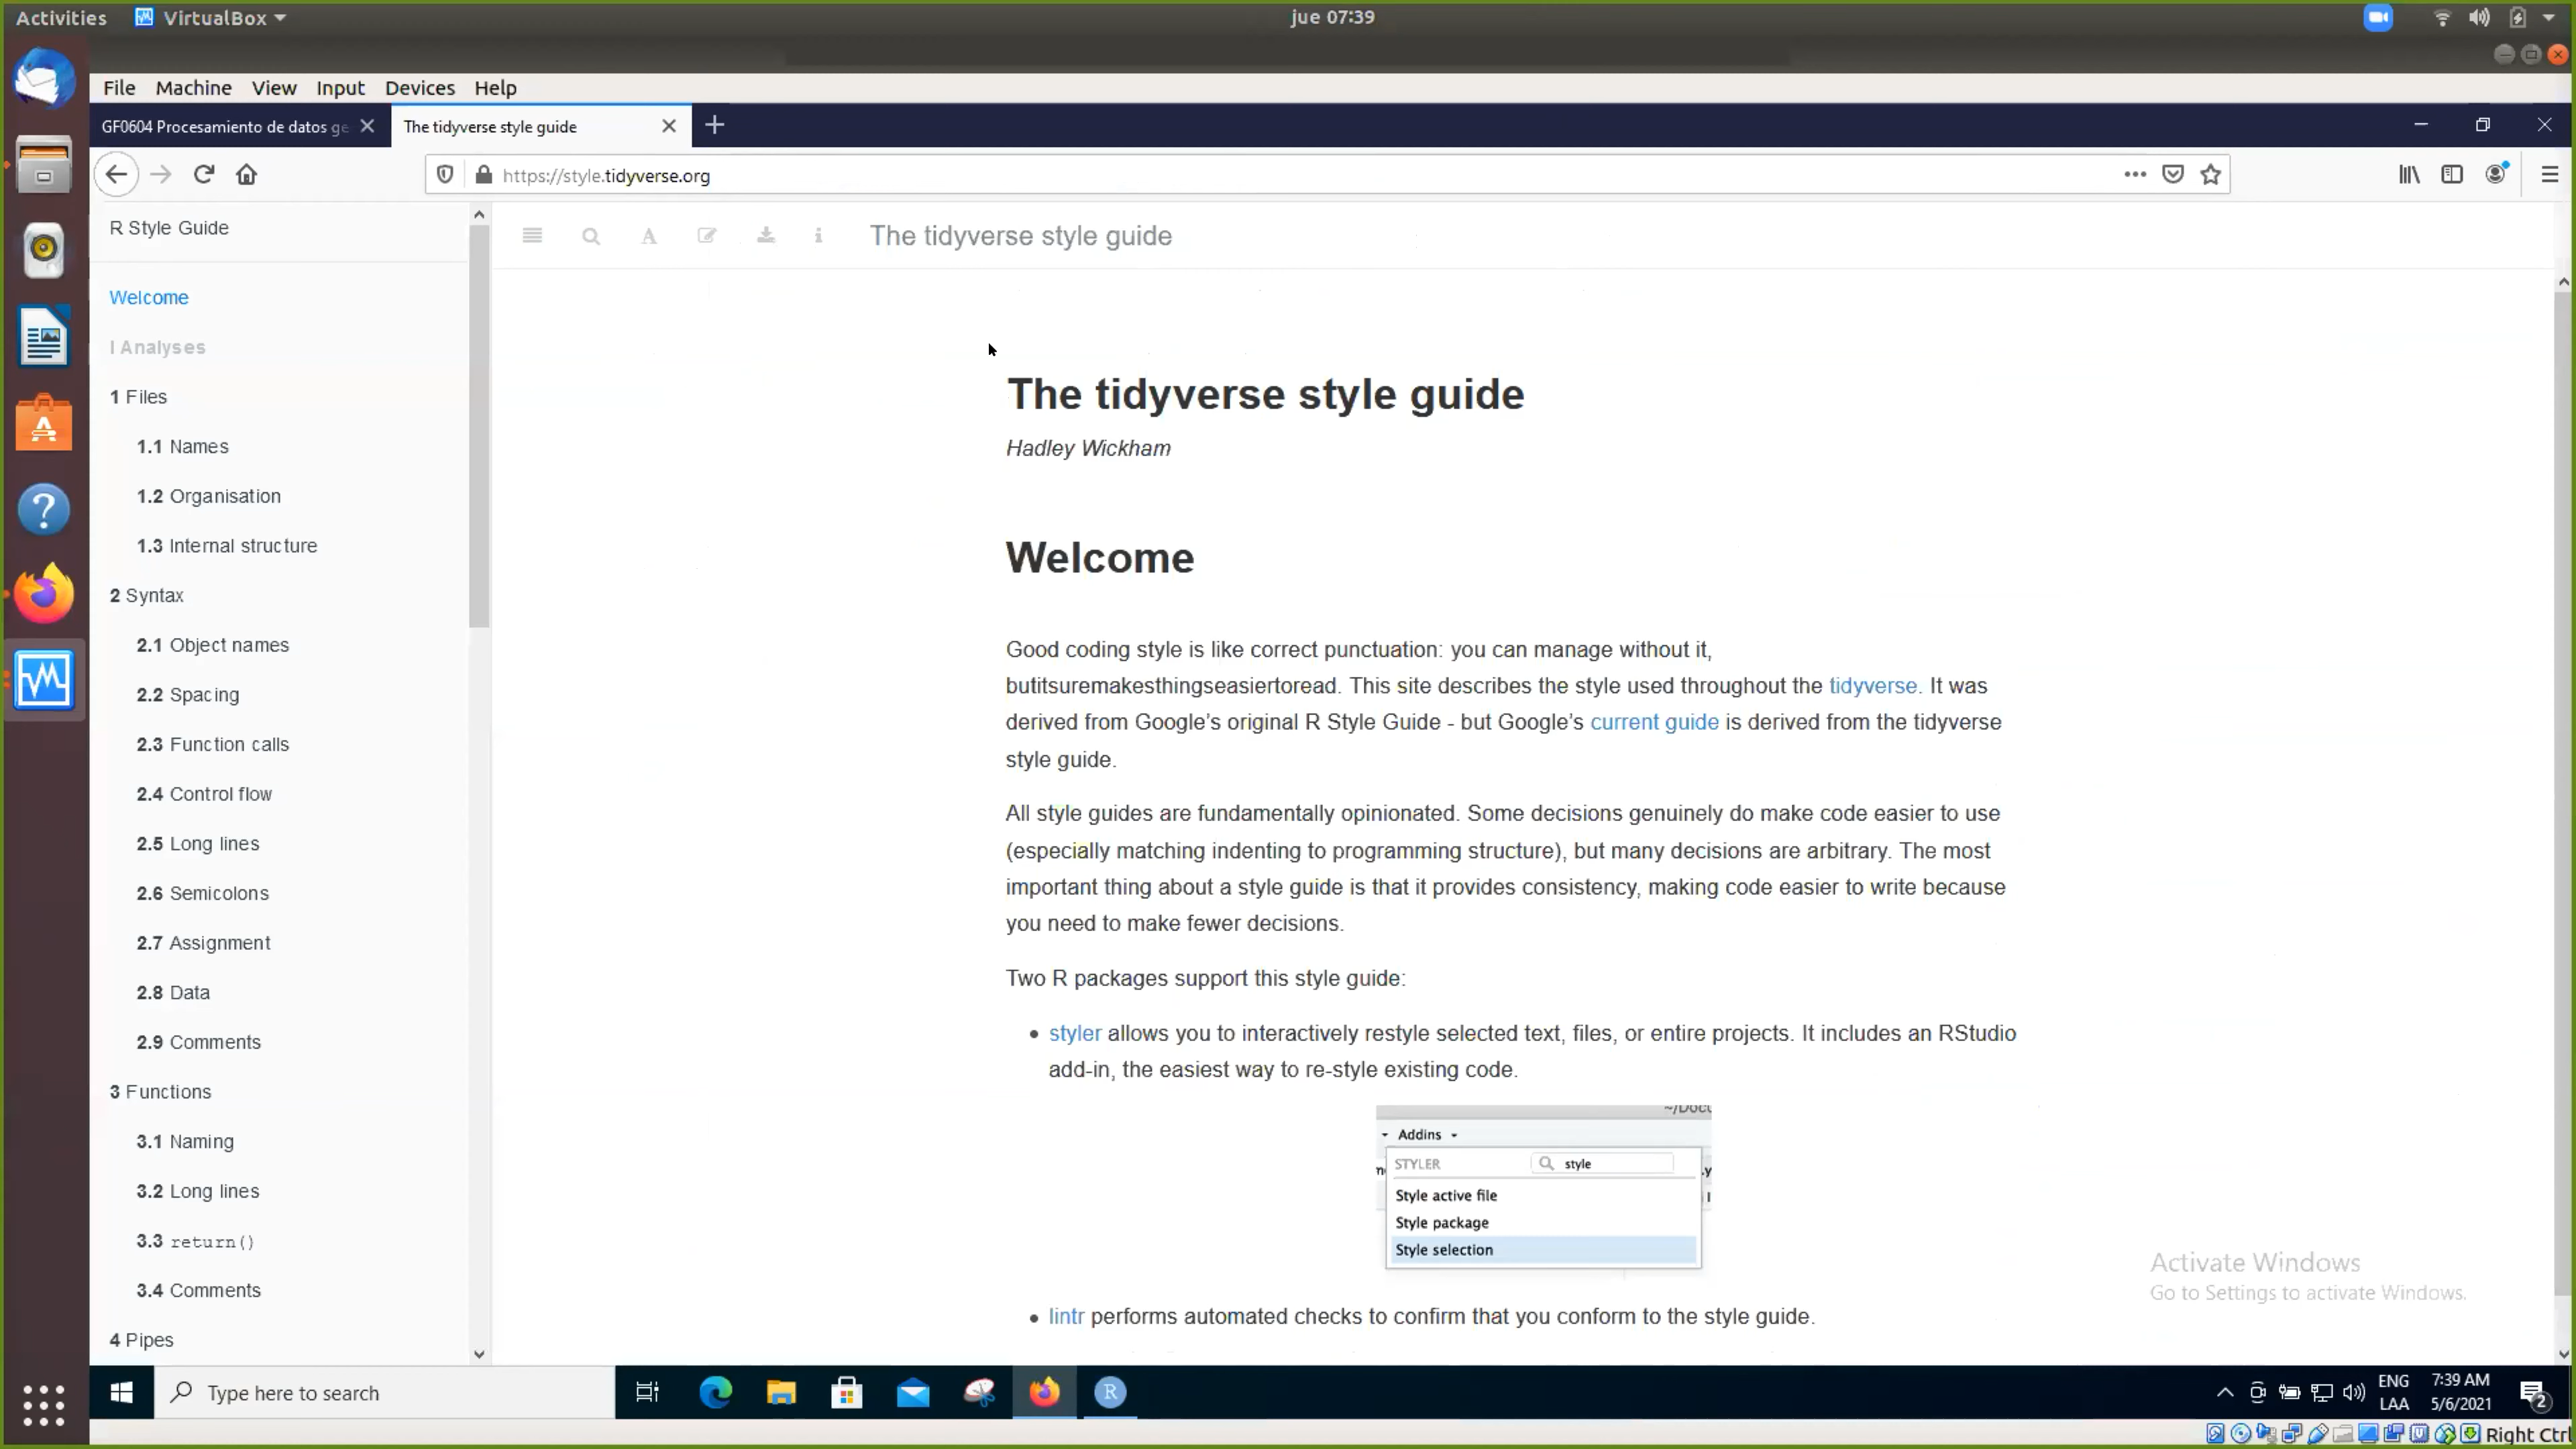 Activities VirtualBox jue 07:39
File Machine View Input Devices Help
GF0604 Procesamiento de datos ge The tidyverse style guide
https://style.tidyverse.org
R Style Guide
Welcome
I Analyses
1 Files
1.1 Names
1.2 Organisation
1.3 Internal structure
2 Syntax
2.1 Object names
2.2 Spacing
2.3 Function calls
2.4 Control flow
2.5 Long lines
2.6 Semicolons
2.7 Assignment
2.8 Data
2.9 Comments
3 Functions
3.1 Naming
3.2 Long lines
3.3 return()
3.4 Comments
4 Pipes
The tidyverse style guide
The tidyverse style guide
Hadley Wickham
Welcome
Good coding style is like correct punctuation: you can manage without it,
butitsuremakesthingseasiertoread. This site describes the style used throughout the tidyverse. It was
derived from Google’s original R Style Guide - but Google’s current guide is derived from the tidyverse
style guide.
All style guides are fundamentally opinionated. Some decisions genuinely do make code easier to use
(especially matching indenting to programming structure), but many decisions are arbitrary. The most
important thing about a style guide is that it provides consistency, making code easier to write because
you need to make fewer decisions.
Two R packages support this style guide:
• styler allows you to interactively restyle selected text, files, or entire projects. It includes an RStudio
add-in, the easiest way to re-style existing code.
~/Docu
Addins
STYLER style
Style active file
Style package
Style selection
• lintr performs automated checks to confirm that you conform to the style guide.
Activate Windows
Go to Settings to activate Windows.
Type here to search
ENG
LAA
7:39 AM
5/6/2021
2
Right Ctrl